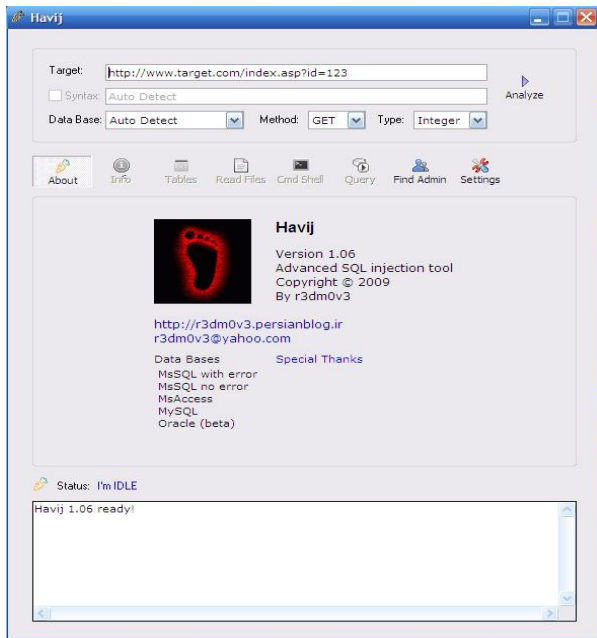 Havij
Target: http://www.target.com/index.asp?id=123
Syntax: Auto Detect
Analyze
Data Base: Auto Detect Method: GET Type: Integer
About Info Tables Read Files Cmd Shell Query Find Admin Settings
Havij
Version 1.06
Advanced SQL injection tool
Copyright © 2009
By r3dm0v3
http://r3dm0v3.persianblog.ir
r3dm0v3@yahoo.com
Data Bases Special Thanks
MsSQL with error
MsSQL no error
MsAccess
MySQL
Oracle (beta)
Status: I'm IDLE
Havij 1.06 ready!